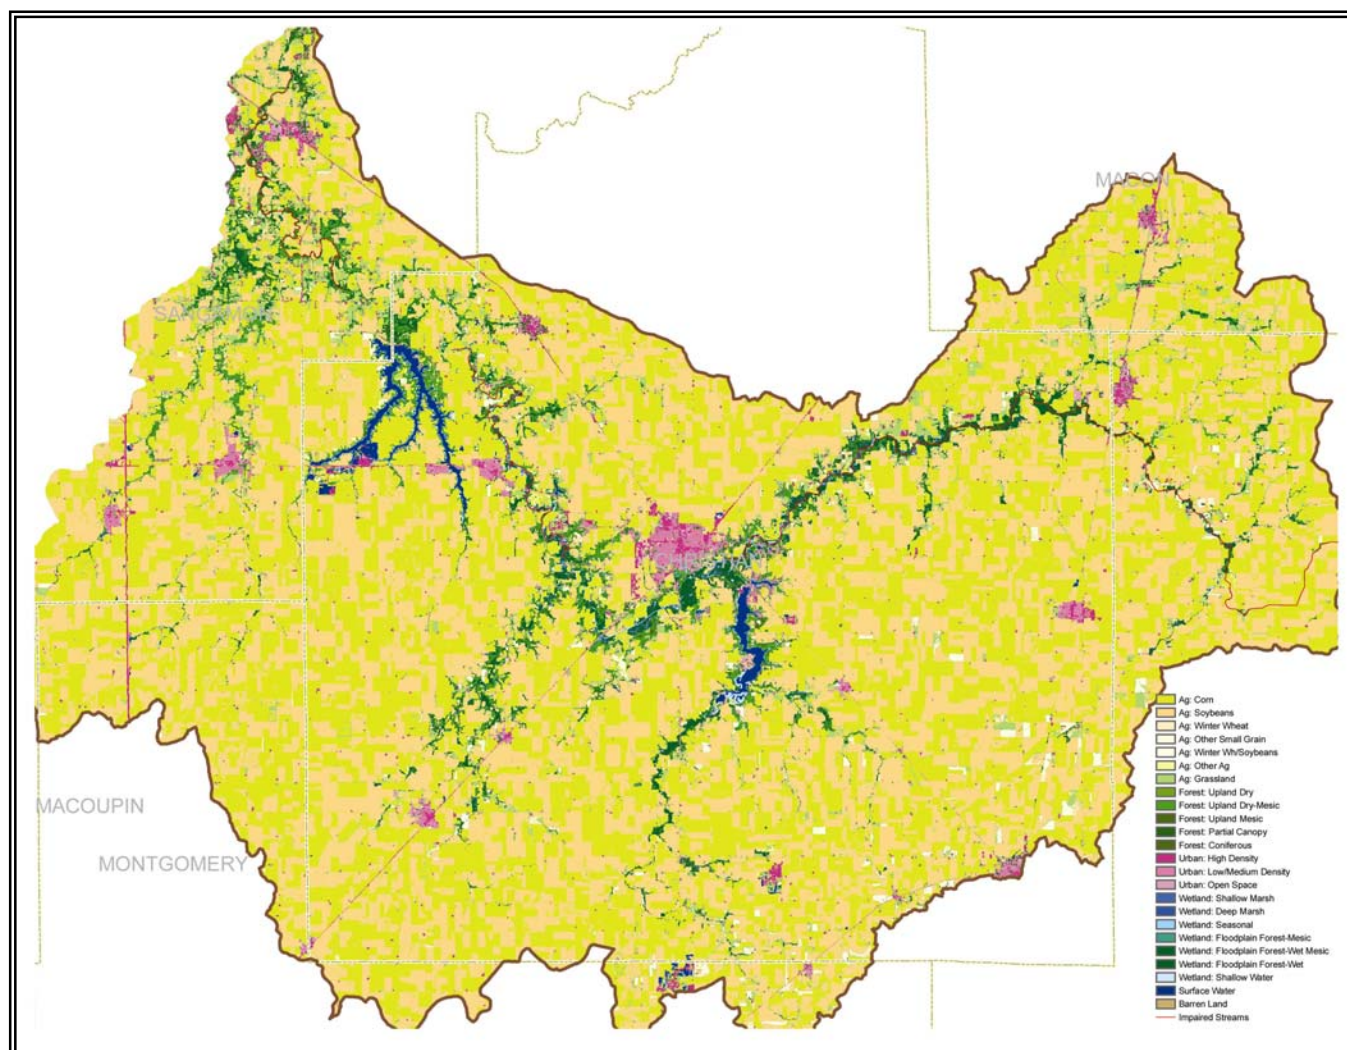 MACON
SANGAMON
CHRISTIAN
MACOUPIN
MONTGOMERY
Ag: Corn
Ag: Soybeans
Ag: Winter Wheat
Ag: Other Small Grain
Ag: Winter Wh/Soybeans
Ag: Other Ag
Ag: Grassland
Forest: Upland Dry
Forest: Upland Dry-Mesic
Forest: Upland Mesic
Forest: Partial Canopy
Forest: Coniferous
Urban: High Density
Urban: Low/Medium Density
Urban: Open Space
Wetland: Shallow Marsh
Wetland: Deep Marsh
Wetland: Seasonal
Wetland: Floodplain Forest-Mesic
Wetland: Floodplain Forest-Wet Mesic
Wetland: Floodplain Forest-Wet
Wetland: Shallow Water
Surface Water
Barren Land
Impaired Streams